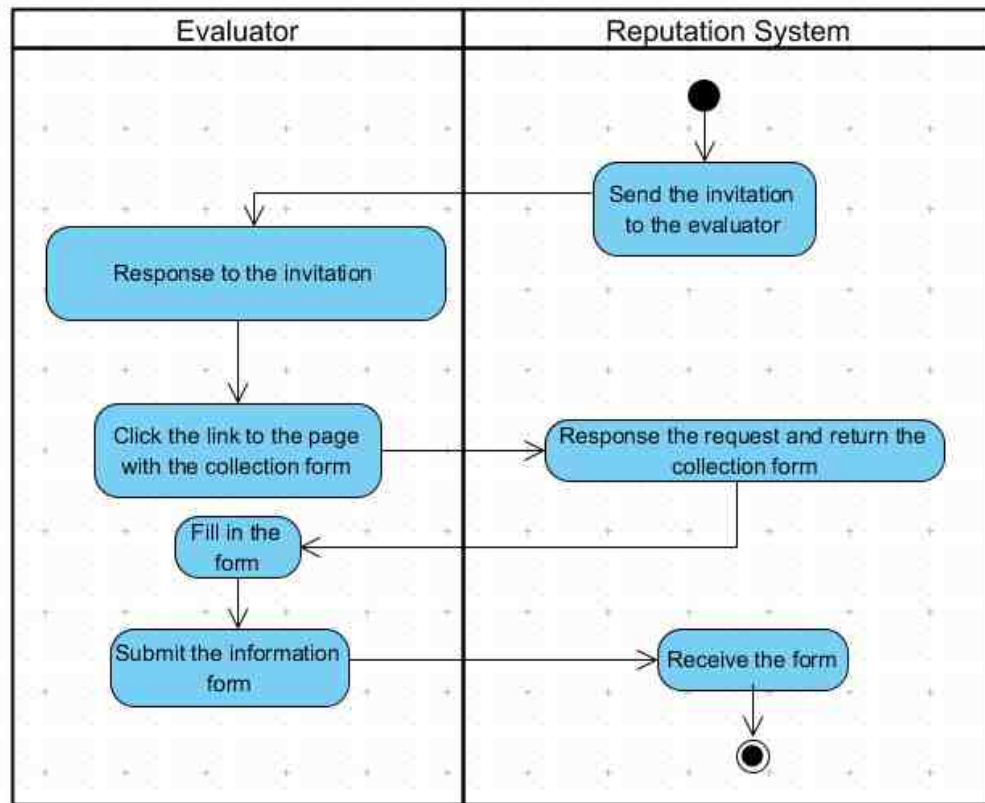 Evaluator
Reputation System
Send the invitation
to the evaluator
Response to the invitation
Click the link to the page
with the collection form
Response the request and return the
collection form
Fill in the
form
Submit the information
form
Receive the form